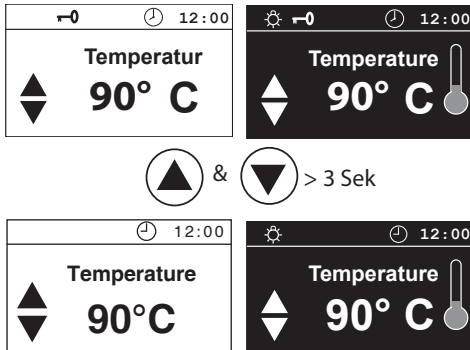 12:00
Temperatur
90° C
12:00
Temperature
90° C
& > 3 Sek
12:00
Temperature
90°C
12:00
Temperature
90° C